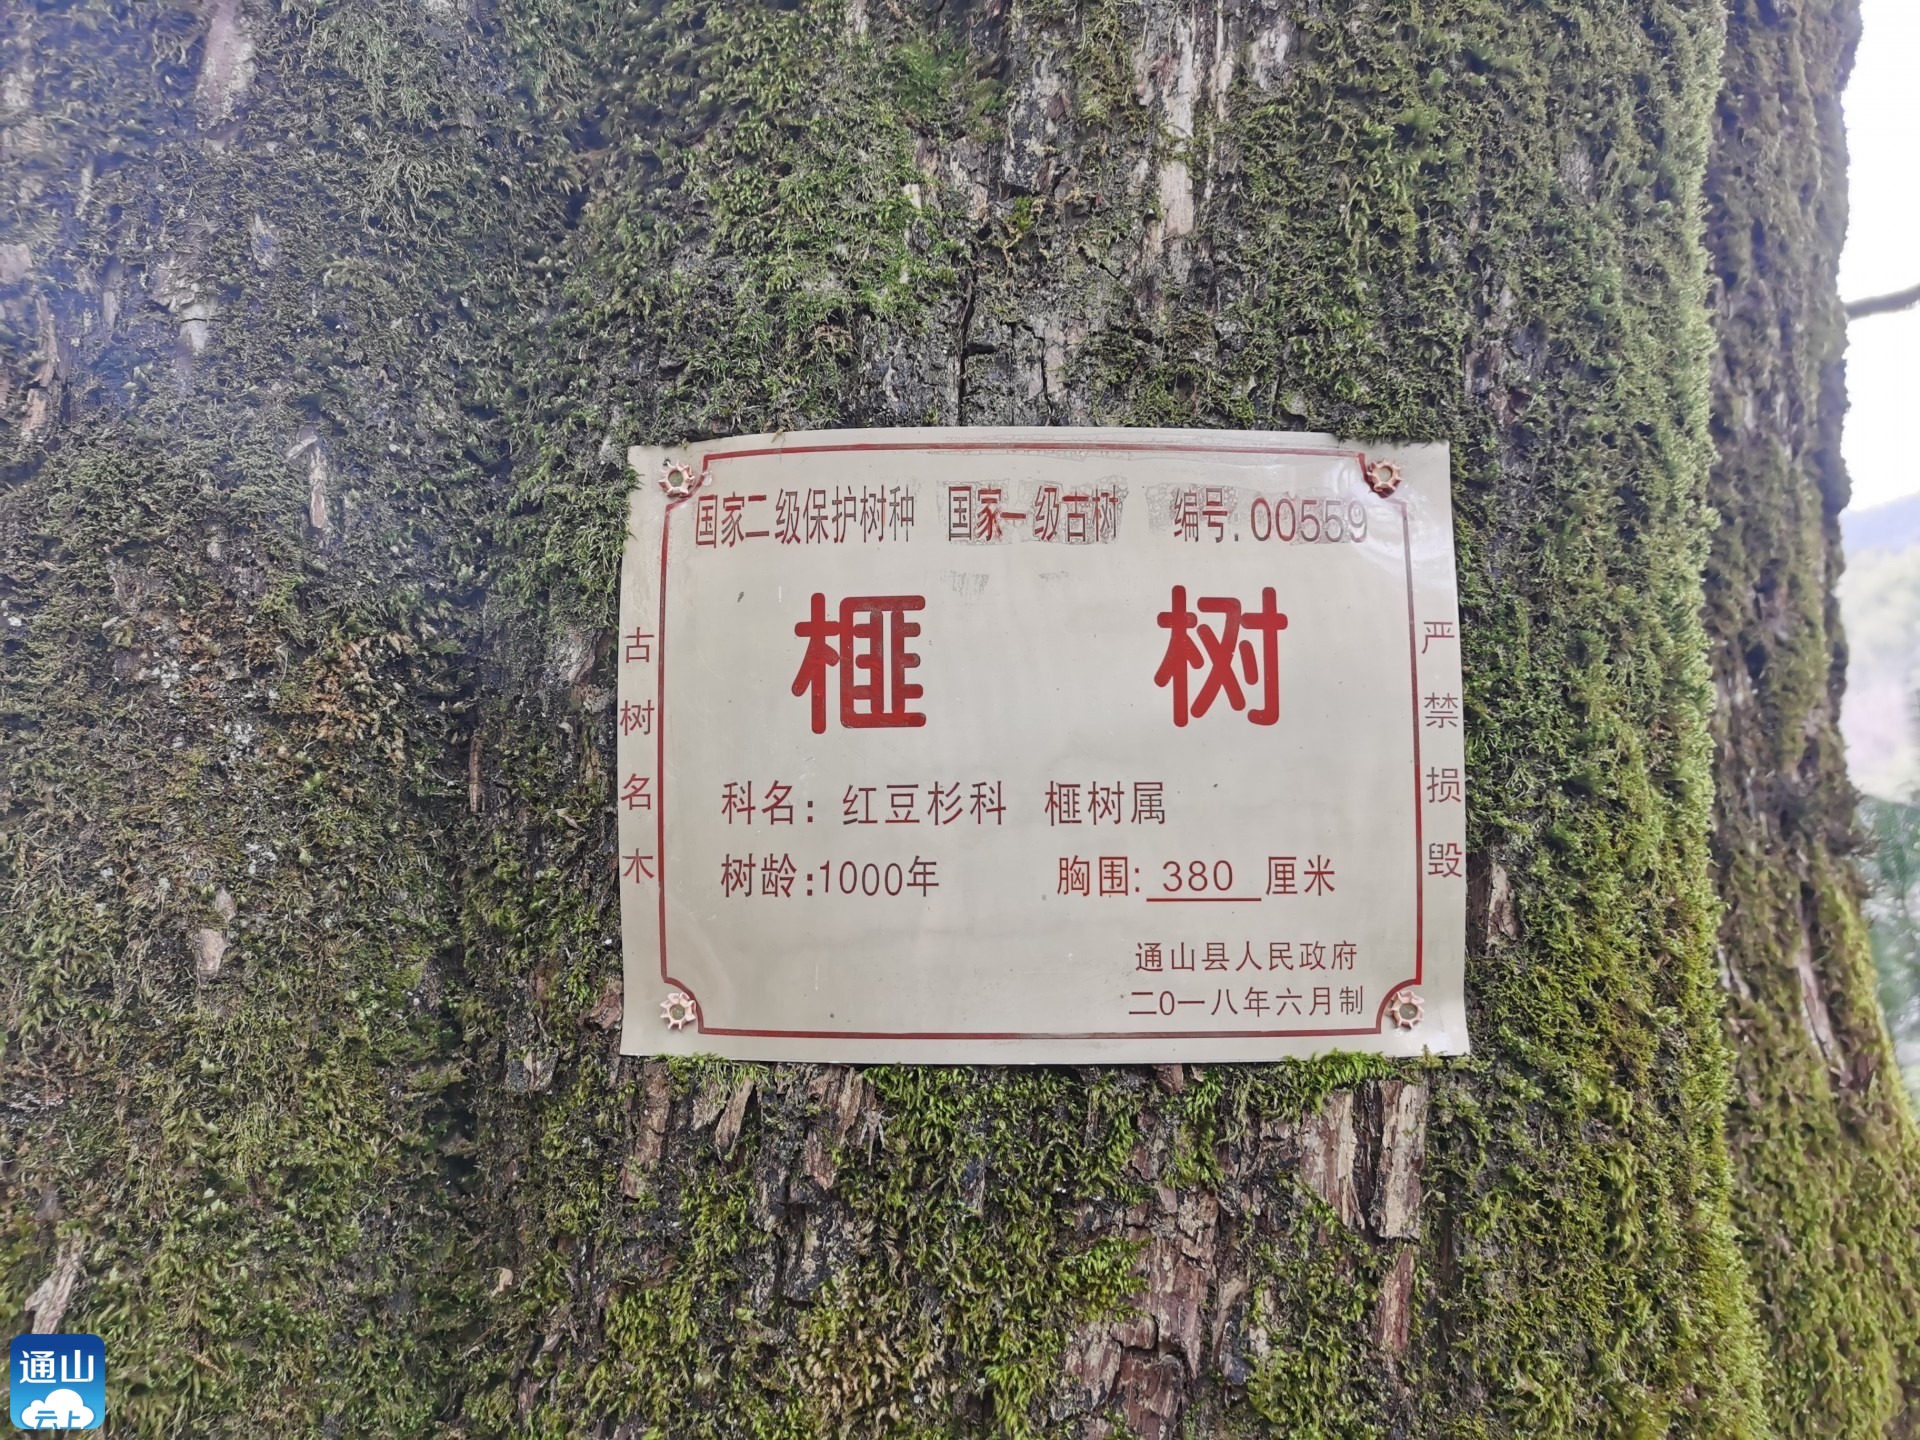 国家二级保护树种 国家一级古树 编号. 00559
榧 树
科名: 红豆杉科 榧树属
树龄:1000年 胸围: 380 厘米
通山县人民政府
二0一八年六月制
古树名木
严禁损毁
通山
云上